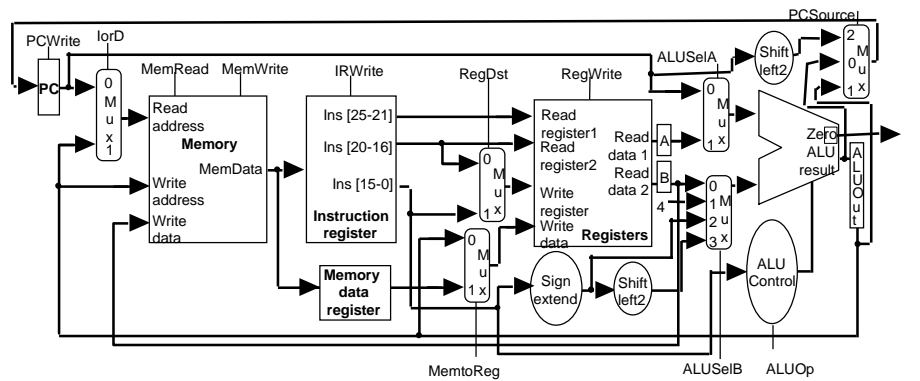 PCWrite
IorD
PC
0
M
u
x
1
MemRead
MemWrite
Read
address
Memory
MemData
Write
address
Write
data
IRWrite
Ins [25-21]
Ins [20-16]
Ins [15-0]
Instruction
register
Memory
data
register
RegDst
0
M
u
1 x
0
M
u
1 x
MemtoReg
RegWrite
Read
register1
Read
register2
Write
register
Write
data
Read
data 1
Read
data 2
Registers
A
B
4
Sign
extend
Shift
left2
ALUSelA
0
M
u
1 x
0
1 M
2 u
3 x
ALUSelB
Shift
left2
PCSource
2 M
0 u
1 x
Zero
ALU
result
ALUOut
ALU
Control
ALUOp